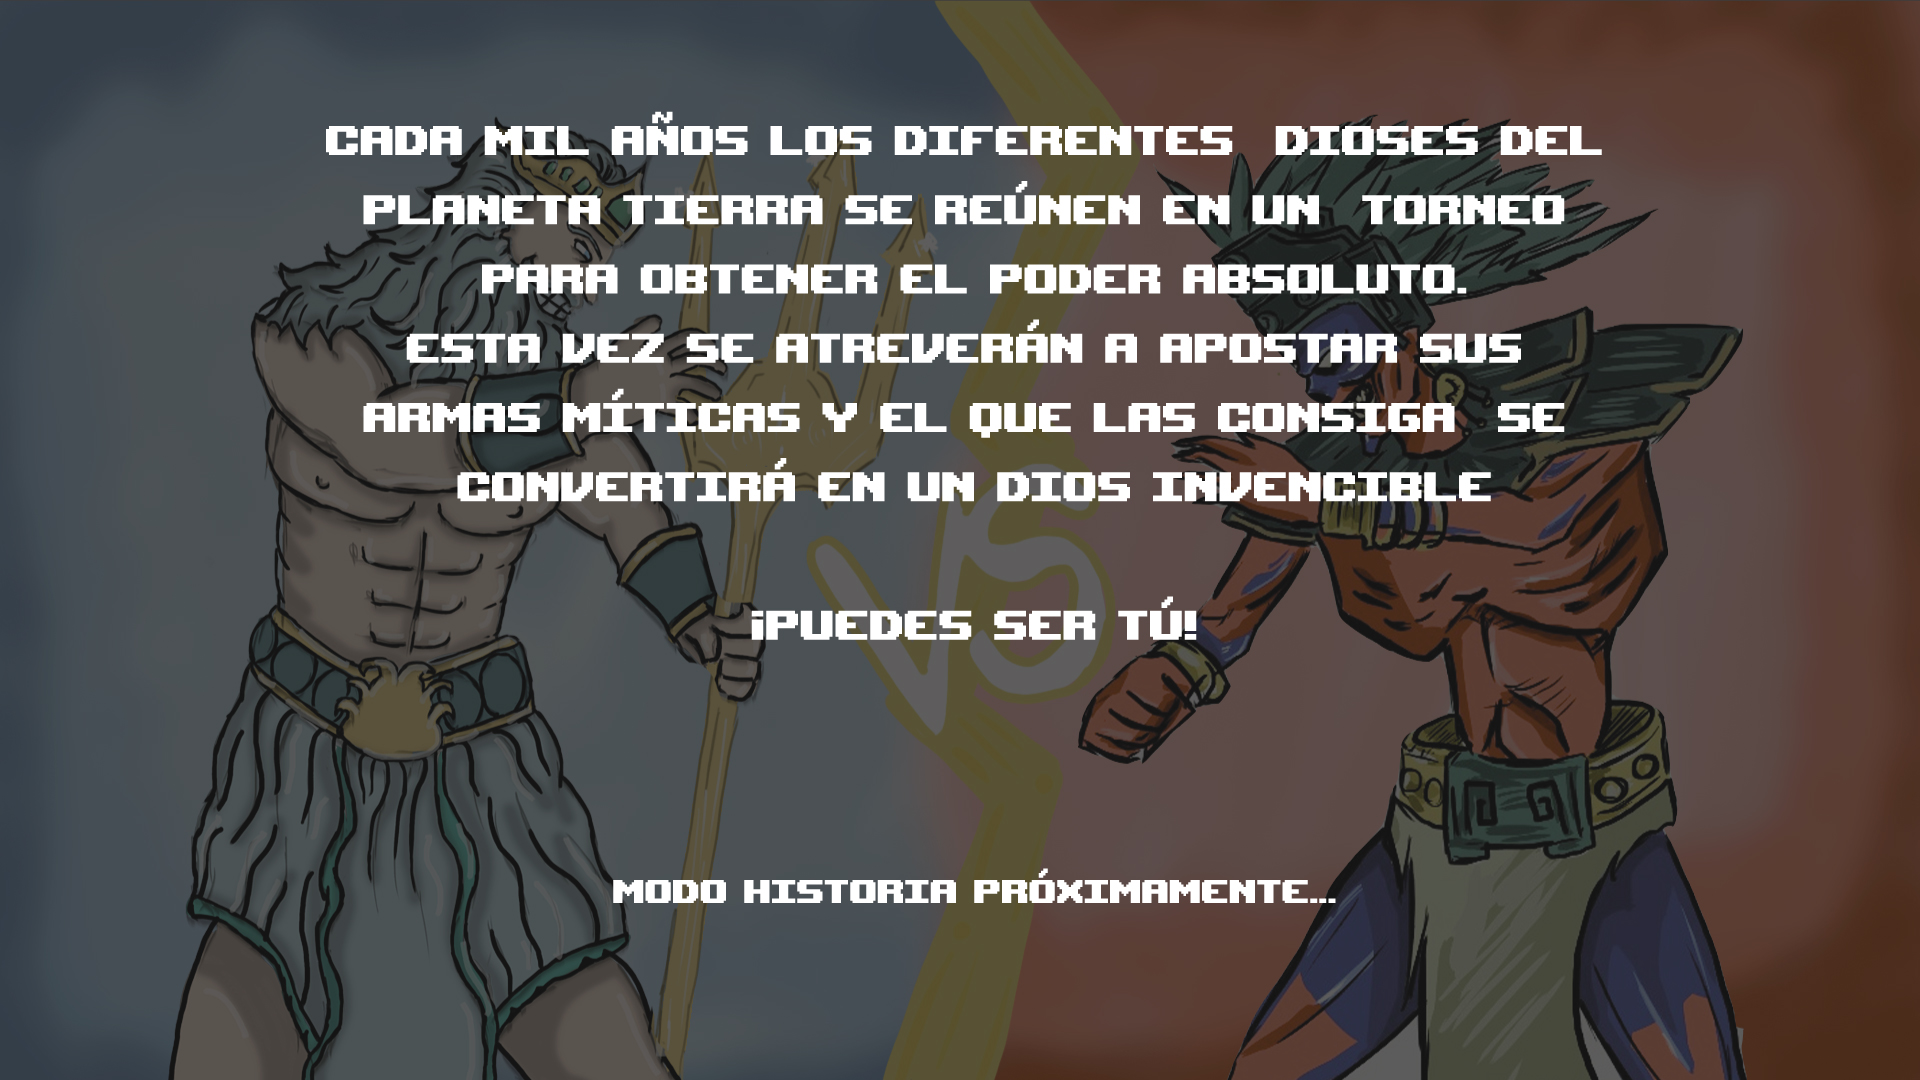 CADA MIL AÑOS LOS DIFERENTES DIOSES DEL
PLANETA TIERRA SE REÚNEN EN UN TORNEO
PARA OBTENER EL PODER ABSOLUTO.
ESTA VEZ SE ATREVERÁN A APOSTAR SUS
ARMAS MÍTICAS Y EL QUE LAS CONSIGA SE
CONVERTIRÁ EN UN DIOS INVENCIBLE
VS
¡PUEDES SER TÚ!
MODO HISTORIA PRÓXIMAMENTE...